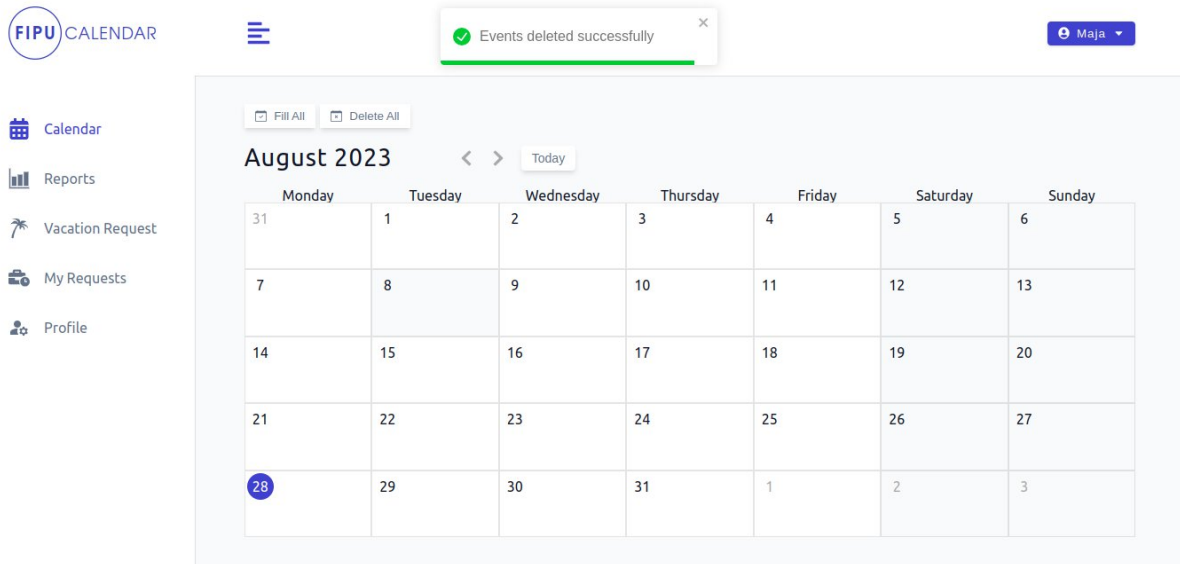 FIPU CALENDAR
Events deleted successfully
Maja
Calendar
Reports
Vacation Request
My Requests
Profile
Fill All Delete All
August 2023 Today
Monday Tuesday Wednesday Thursday Friday Saturday Sunday
31 1 2 3 4 5 6
7 8 9 10 11 12 13
14 15 16 17 18 19 20
21 22 23 24 25 26 27
28 29 30 31 1 2 3